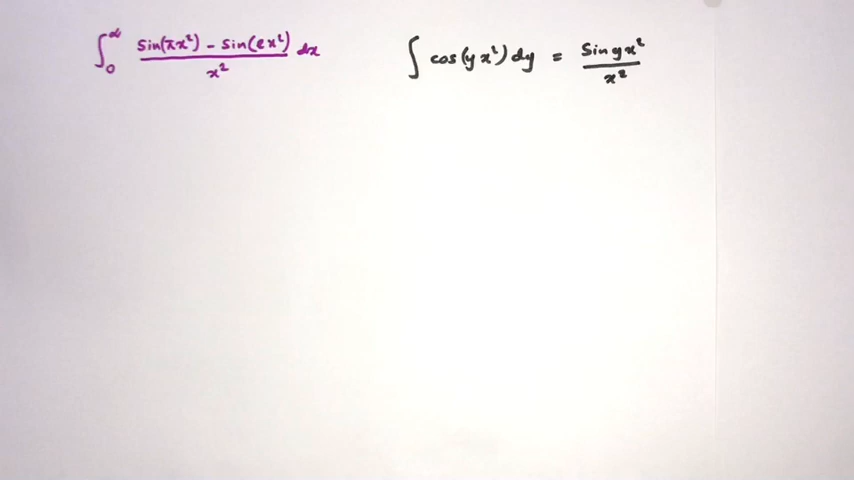 ∫₀^∞ (sin(πx²) - sin(ex²))/x² dx
∫ cos(yx²) dy = sin yx²/x²